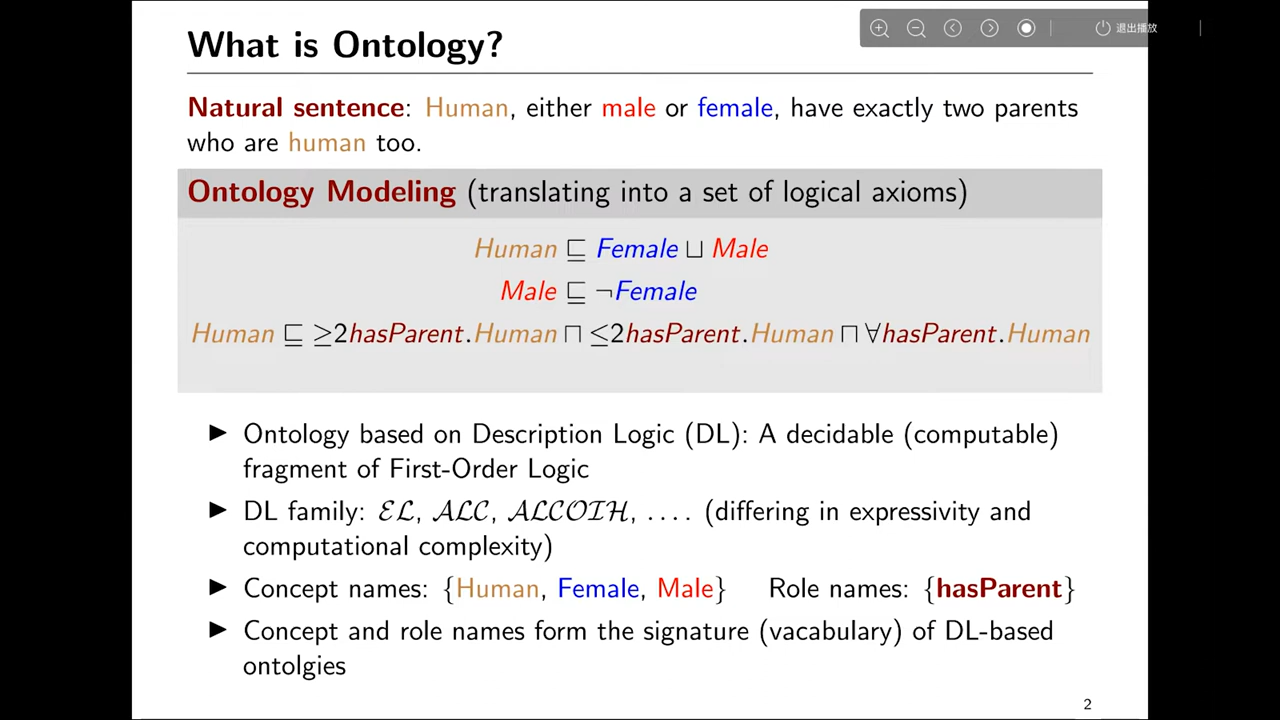 What is Ontology?
退出播放
Natural sentence: Human, either male or female, have exactly two parents
who are human too.
Ontology Modeling (translating into a set of logical axioms)
Human ⊑ Female ⊔ Male
Male ⊑ ¬Female
Human ⊑ ≥2hasParent.Human ⊓ ≤2hasParent.Human ⊓ ∀hasParent.Human
▶ Ontology based on Description Logic (DL): A decidable (computable)
fragment of First-Order Logic
▶ DL family: ℰℒ, 𝒜ℒ𝒞, 𝒜ℒ𝒞𝒪ℐℋ, .... (differing in expressivity and
computational complexity)
▶ Concept names: {Human, Female, Male} Role names: {hasParent}
▶ Concept and role names form the signature (vacabulary) of DL-based
ontolgies
2